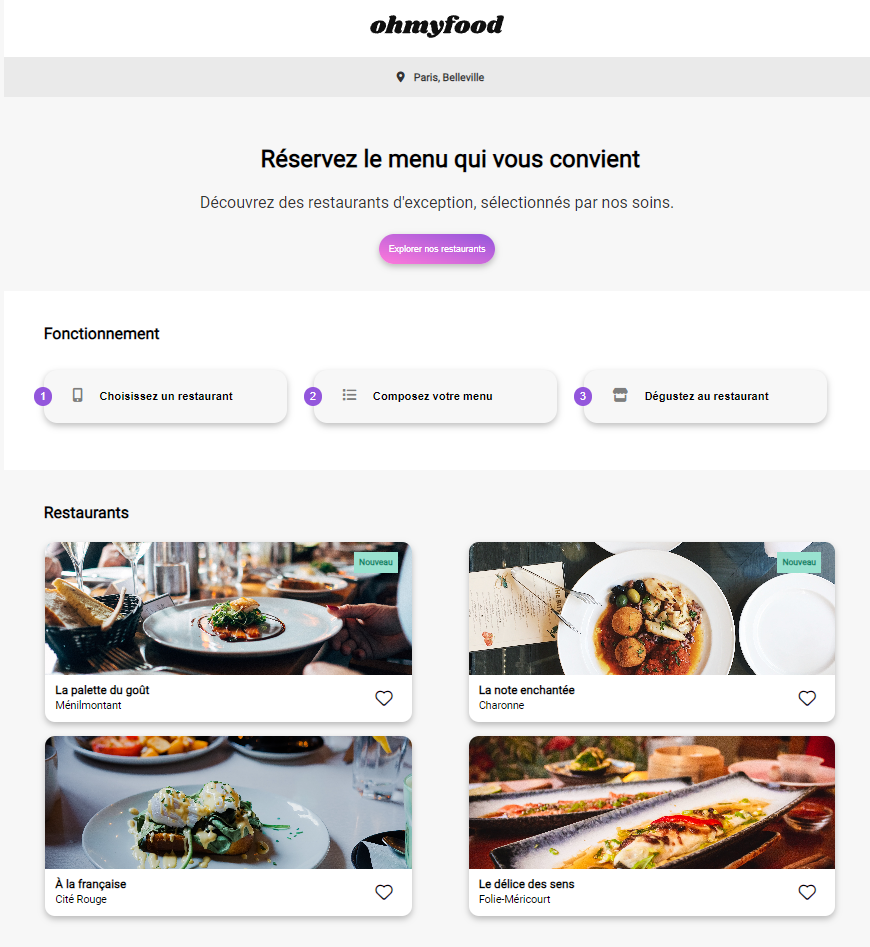 ohmyfood
Paris, Belleville
Réservez le menu qui vous convient
Découvrez des restaurants d'exception, sélectionnés par nos soins.
Explorer nos restaurants
Fonctionnement
1 Choisissez un restaurant
2 Composez votre menu
3 Dégustez au restaurant
Restaurants
Nouveau
La palette du goût
Ménilmontant
Nouveau
La note enchantée
Charonne
À la française
Cité Rouge
Le délice des sens
Folie-Méricourt